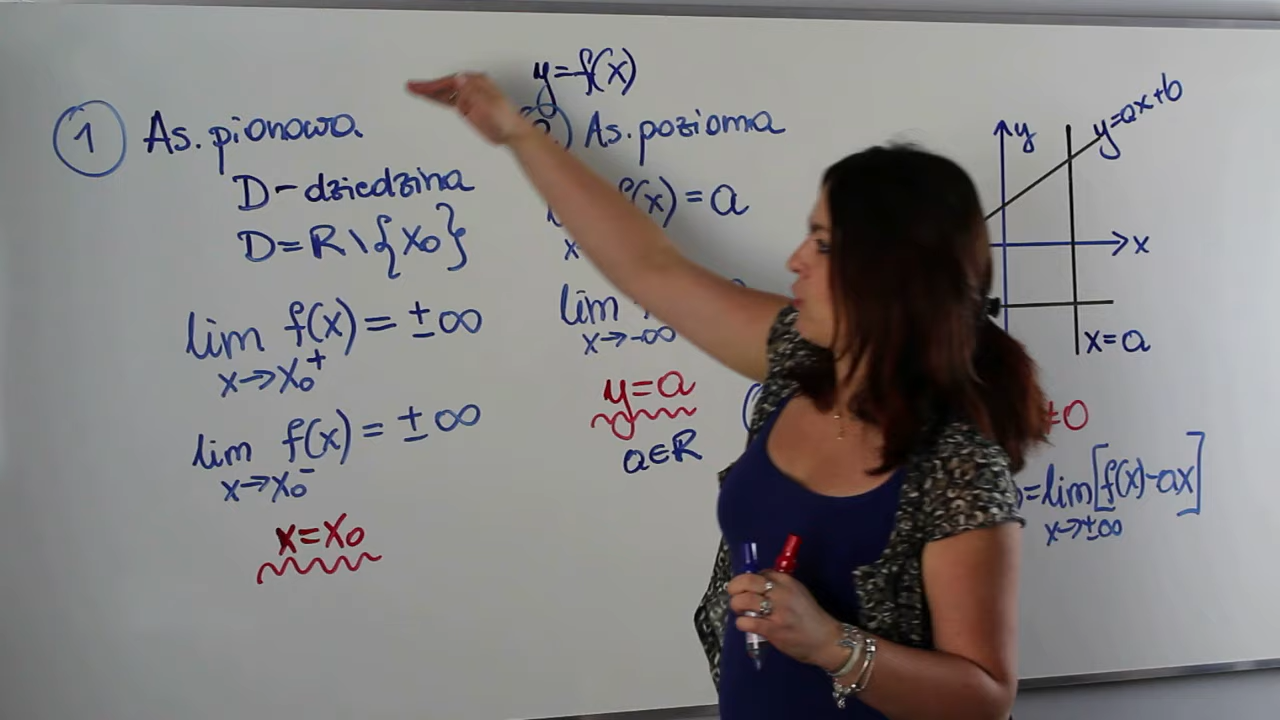 y=f(x)
1 As. pionowa
D - dziedzina
D = R \ {x₀}
lim f(x) = ±∞
x→x₀⁺
lim f(x) = ±∞
x→x₀⁻
x=x₀
2) As. pozioma
f(x) = a
x
lim
x→-∞
y=a
a∈R
y
y=ax+b
x
x=a
≠0
=lim[f(x)-ax]
x→±∞